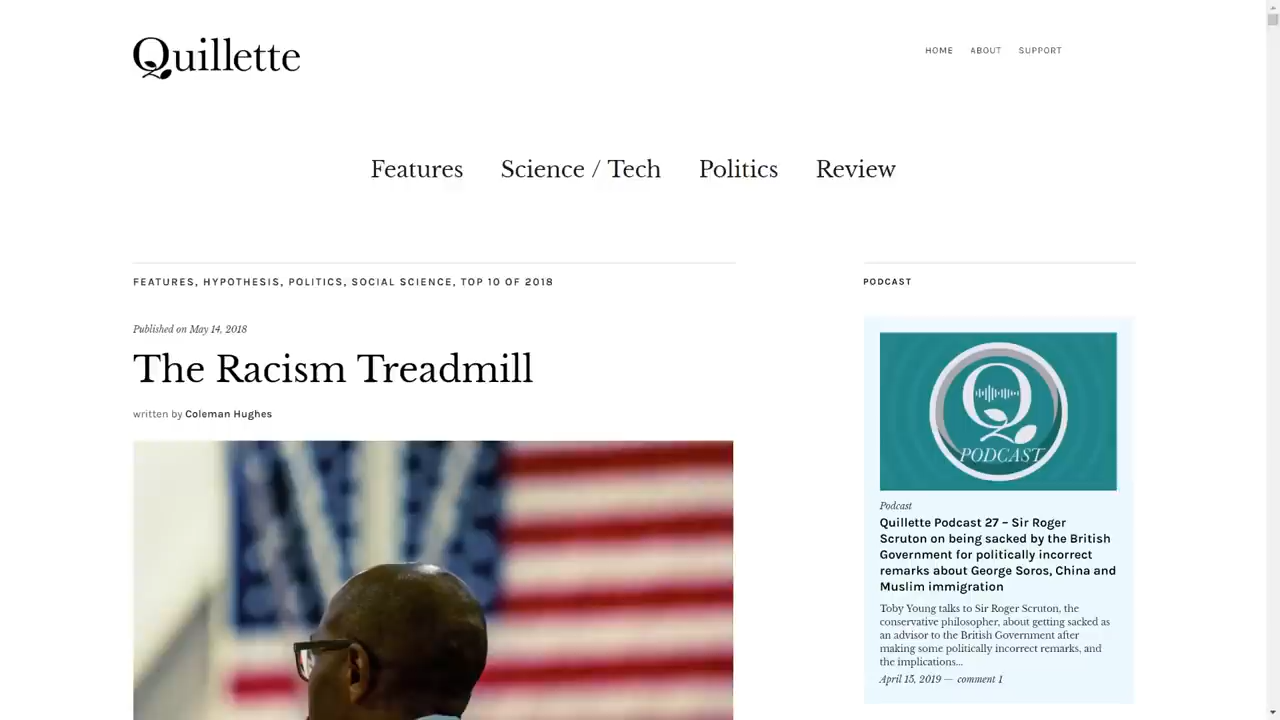 Quillette
HOME ABOUT SUPPORT
Features Science / Tech Politics Review
FEATURES, HYPOTHESIS, POLITICS, SOCIAL SCIENCE, TOP 10 OF 2018
Published on May 14, 2018
The Racism Treadmill
written by Coleman Hughes
PODCAST
Q
PODCAST
Podcast
Quillette Podcast 27 – Sir Roger
Scruton on being sacked by the British
Government for politically incorrect
remarks about George Soros, China and
Muslim immigration
Toby Young talks to Sir Roger Scruton, the
conservative philosopher, about getting sacked as
an advisor to the British Government after
making some politically incorrect remarks, and
the implications...
April 15, 2019 — comment 1